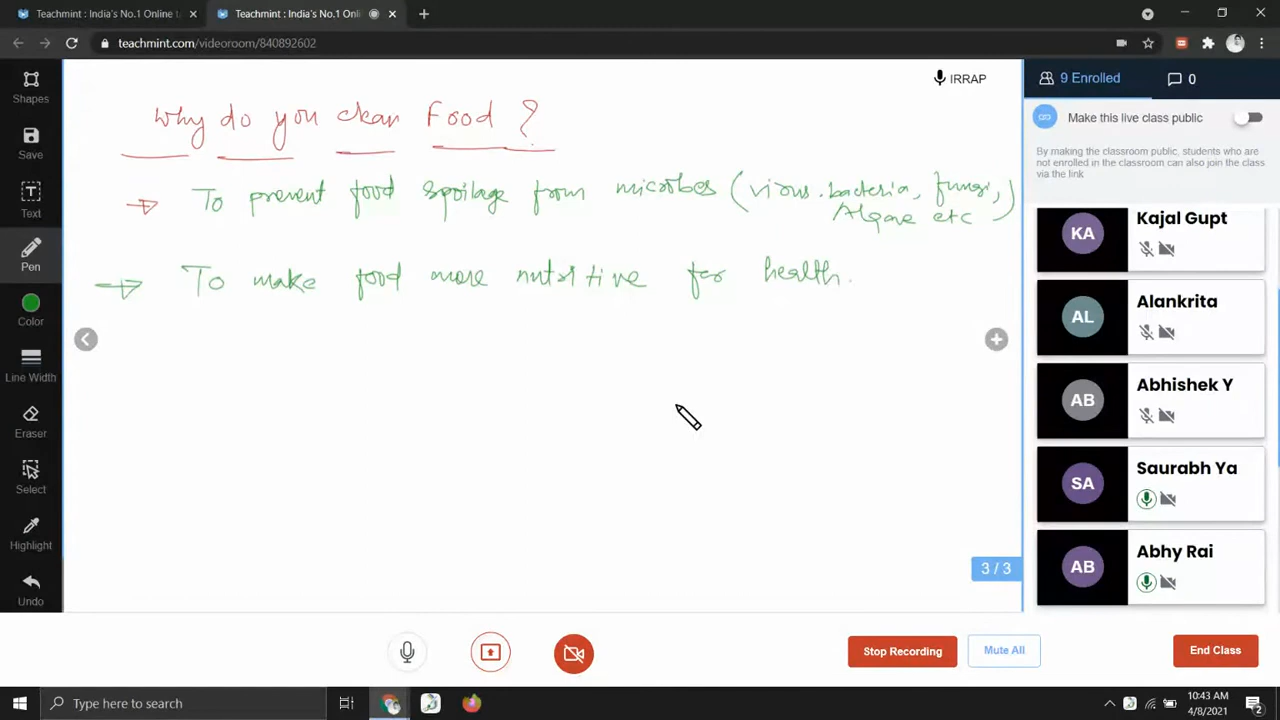 Teachmint : India's No.1 Online t
Teachmint : India's No.1 Onli
teachmint.com/videoroom/840892602
Shapes
Save
Text
Pen
Color
Line Width
Eraser
Select
Highlight
Undo
IRRAP
why do you clean Food ?
To prevent food spoilage from microbes (virus. bacteria, fungi,
Algae etc )
To make food more nutritive for health.
3 / 3
9 Enrolled
0
Make this live class public
By making the classroom public, students who are
not enrolled in the classroom can also join the class
via the link
KA Kajal Gupt
AL Alankrita
AB Abhishek Y
SA Saurabh Ya
AB Abhy Rai
Stop Recording
Mute All
End Class
Type here to search
10:43 AM
4/8/2021
2